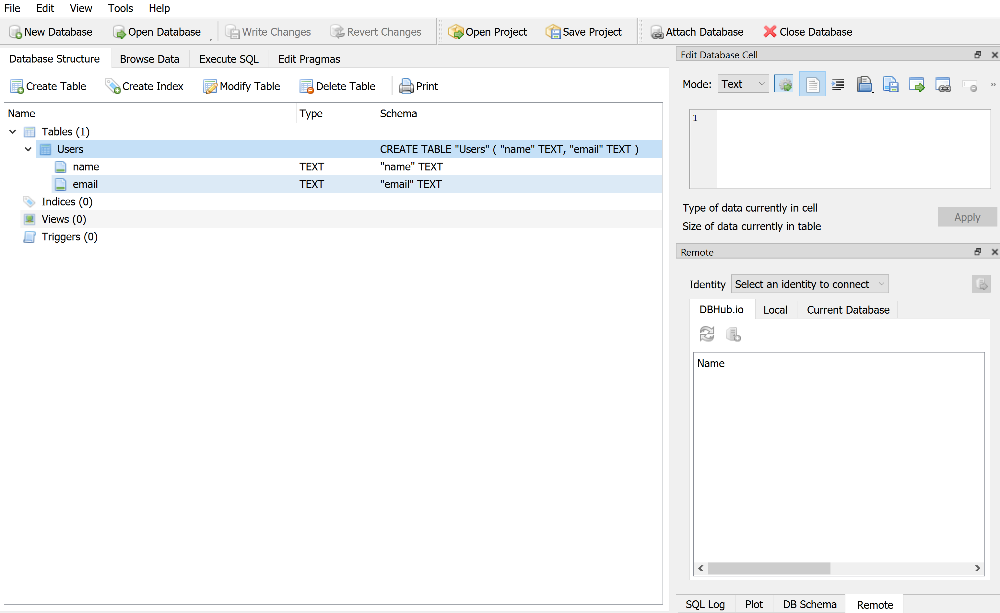 File Edit View Tools Help
New Database Open Database Write Changes Revert Changes Open Project Save Project Attach Database Close Database
Database Structure Browse Data Execute SQL Edit Pragmas
Create Table Create Index Modify Table Delete Table Print
Name Type Schema
Tables (1)
Users CREATE TABLE "Users" ( "name" TEXT, "email" TEXT )
name TEXT "name" TEXT
email TEXT "email" TEXT
Indices (0)
Views (0)
Triggers (0)
Edit Database Cell
Mode: Text
1
Type of data currently in cell
Size of data currently in table
Apply
Remote
Identity Select an identity to connect
DBHub.io Local Current Database
Name
SQL Log Plot DB Schema Remote